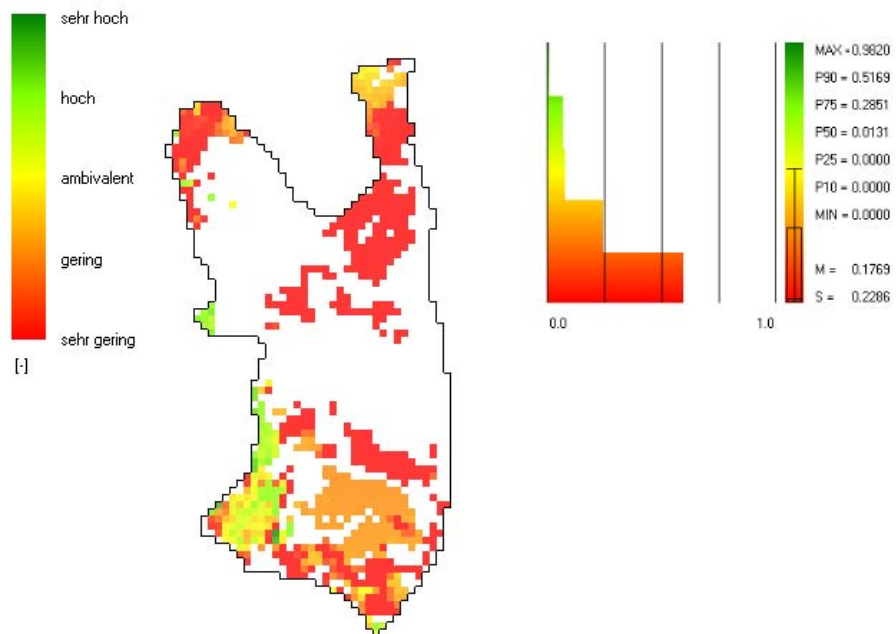 sehr hoch
hoch
ambivalent
gering
sehr gering
[-]
MAX =0.9820
P90 =0.5169
P75 =0.2851
P50 =0.0131
P25 =0.0000
P10 =0.0000
MIN =0.0000
M = 0.1769
S = 0.2286
0.0 1.0